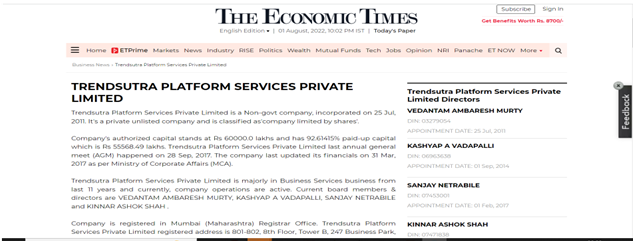 THE ECONOMIC TIMES
Subscribe Sign In
English Edition | 01 August, 2022, 10:02 PM IST | Today's Paper
Get Benefits Worth Rs. 8700/-
Home ETPrime Markets News Industry RISE Politics Wealth Mutual Funds Tech Jobs Opinion NRI Panache ET NOW More
Business News › Trendsutra Platform Services Private Limited
TRENDSUTRA PLATFORM SERVICES PRIVATE
LIMITED
Trendsutra Platform Services Private Limited is a Non-govt company, incorporated on 25 Jul,
2011. It's a private unlisted company and is classified as'company limited by shares'.
Company's authorized capital stands at Rs 60000.0 lakhs and has 92.61415% paid-up capital
which is Rs 55568.49 lakhs. Trendsutra Platform Services Private Limited last annual general
meet (AGM) happened on 28 Sep, 2017. The company last updated its financials on 31 Mar,
2017 as per Ministry of Corporate Affairs (MCA).
Trendsutra Platform Services Private Limited is majorly in Business Services business from
last 11 years and currently, company operations are active. Current board members &
directors are VEDANTAM AMBARESH MURTY, KASHYAP A VADAPALLI, SANJAY NETRABILE
and KINNAR ASHOK SHAH .
Company is registered in Mumbai (Maharashtra) Registrar Office. Trendsutra Platform
Services Private Limited registered address is 801-802, 8th Floor, Tower B, 247 Business Park,
Trendsutra Platform Services Private
Limited Directors
VEDANTAM AMBARESH MURTY
DIN: 03279054
APPOINTMENT DATE: 25 Jul, 2011
KASHYAP A VADAPALLI
DIN: 06963838
APPOINTMENT DATE: 01 Sep, 2014
SANJAY NETRABILE
DIN: 07453001
APPOINTMENT DATE: 01 Feb, 2017
KINNAR ASHOK SHAH
DIN: 07471838
Feedback